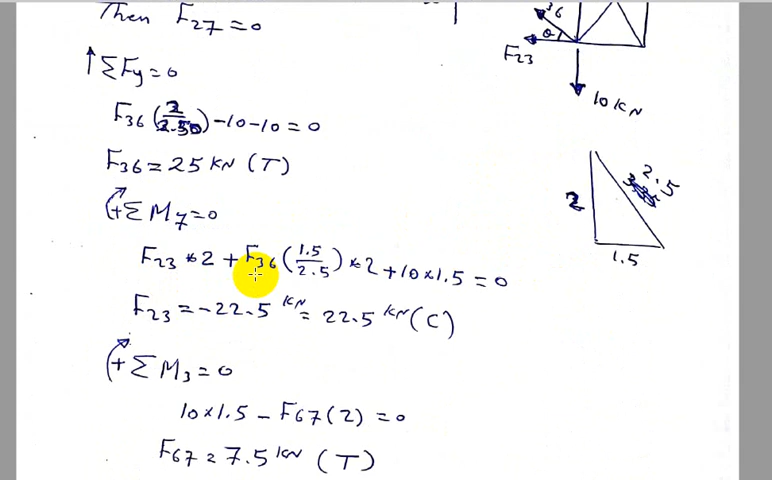 Then F27 = 0
36
θ
F23
↑ΣFy = 0
10 KN
F36 (2/2.50) - 10 - 10 = 0
F36 = 25 KN (T)
2.5
2
1.5
(+ΣM7 = 0
F23 * 2 + F36 (1.5/2.5) * 2 + 10 × 1.5 = 0
F23 = -22.5 KN = 22.5 KN (C)
(+ΣM3 = 0
10×1.5 - F67(2) = 0
F67 = 7.5 KN (T)